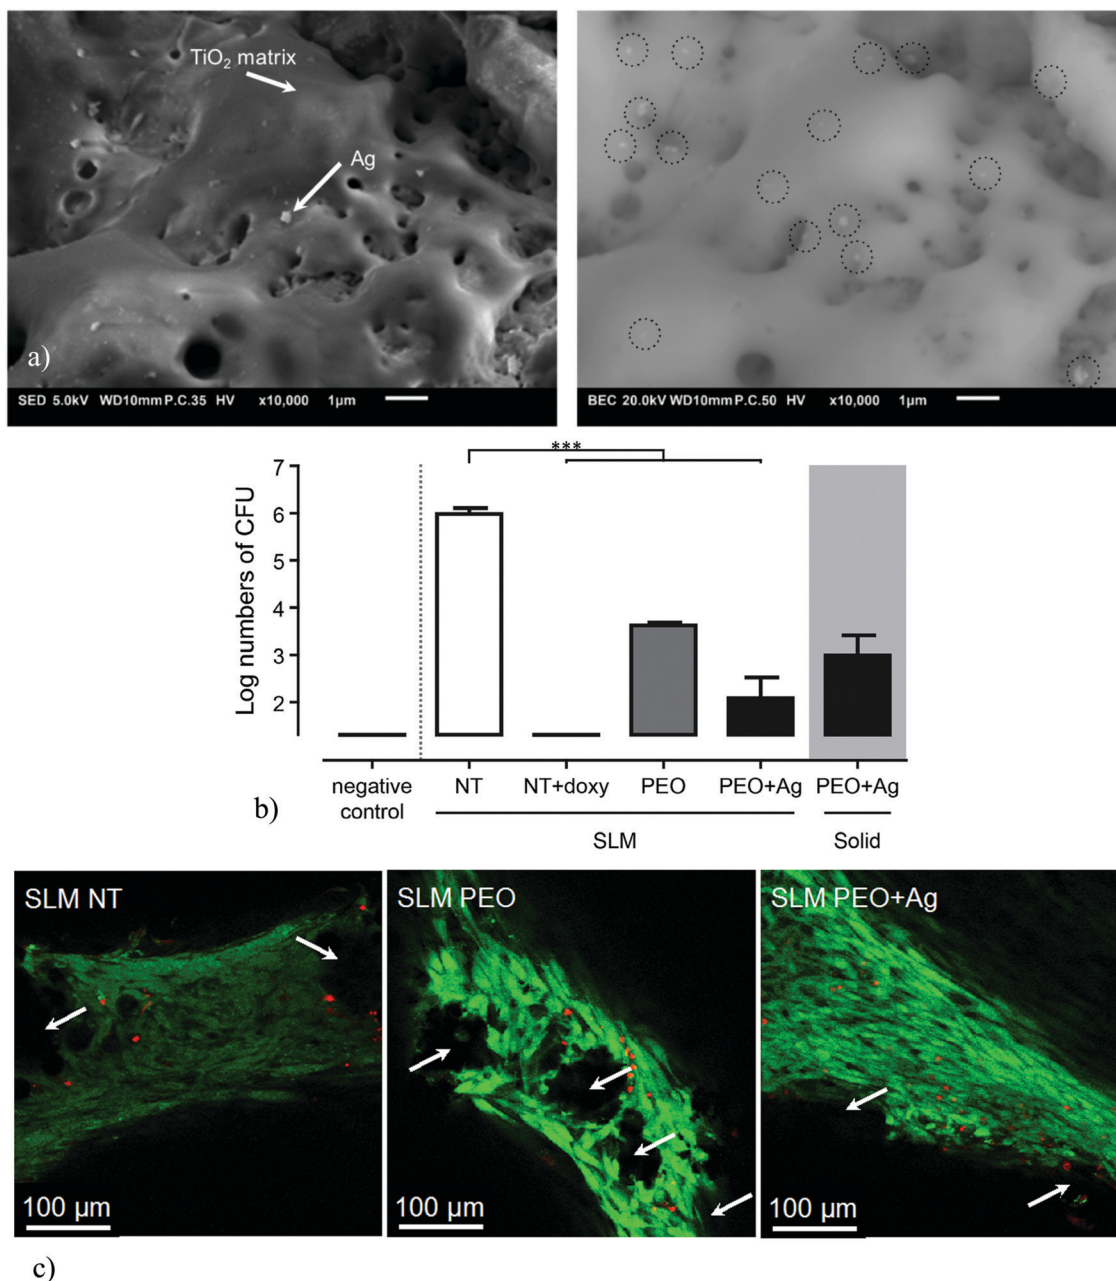 TiO2 matrix
Ag
a)
SED 5.0kV WD10mm P.C.35 HV x10,000 1µm
BEC 20.0kV WD10mm P.C.50 HV x10,000 1µm
***
Log numbers of CFU
7
6
5
4
3
2
negative control
NT
NT+doxy
PEO
PEO+Ag
PEO+Ag
b)
SLM
Solid
SLM NT
SLM PEO
SLM PEO+Ag
100 µm
100 µm
100 µm
c)